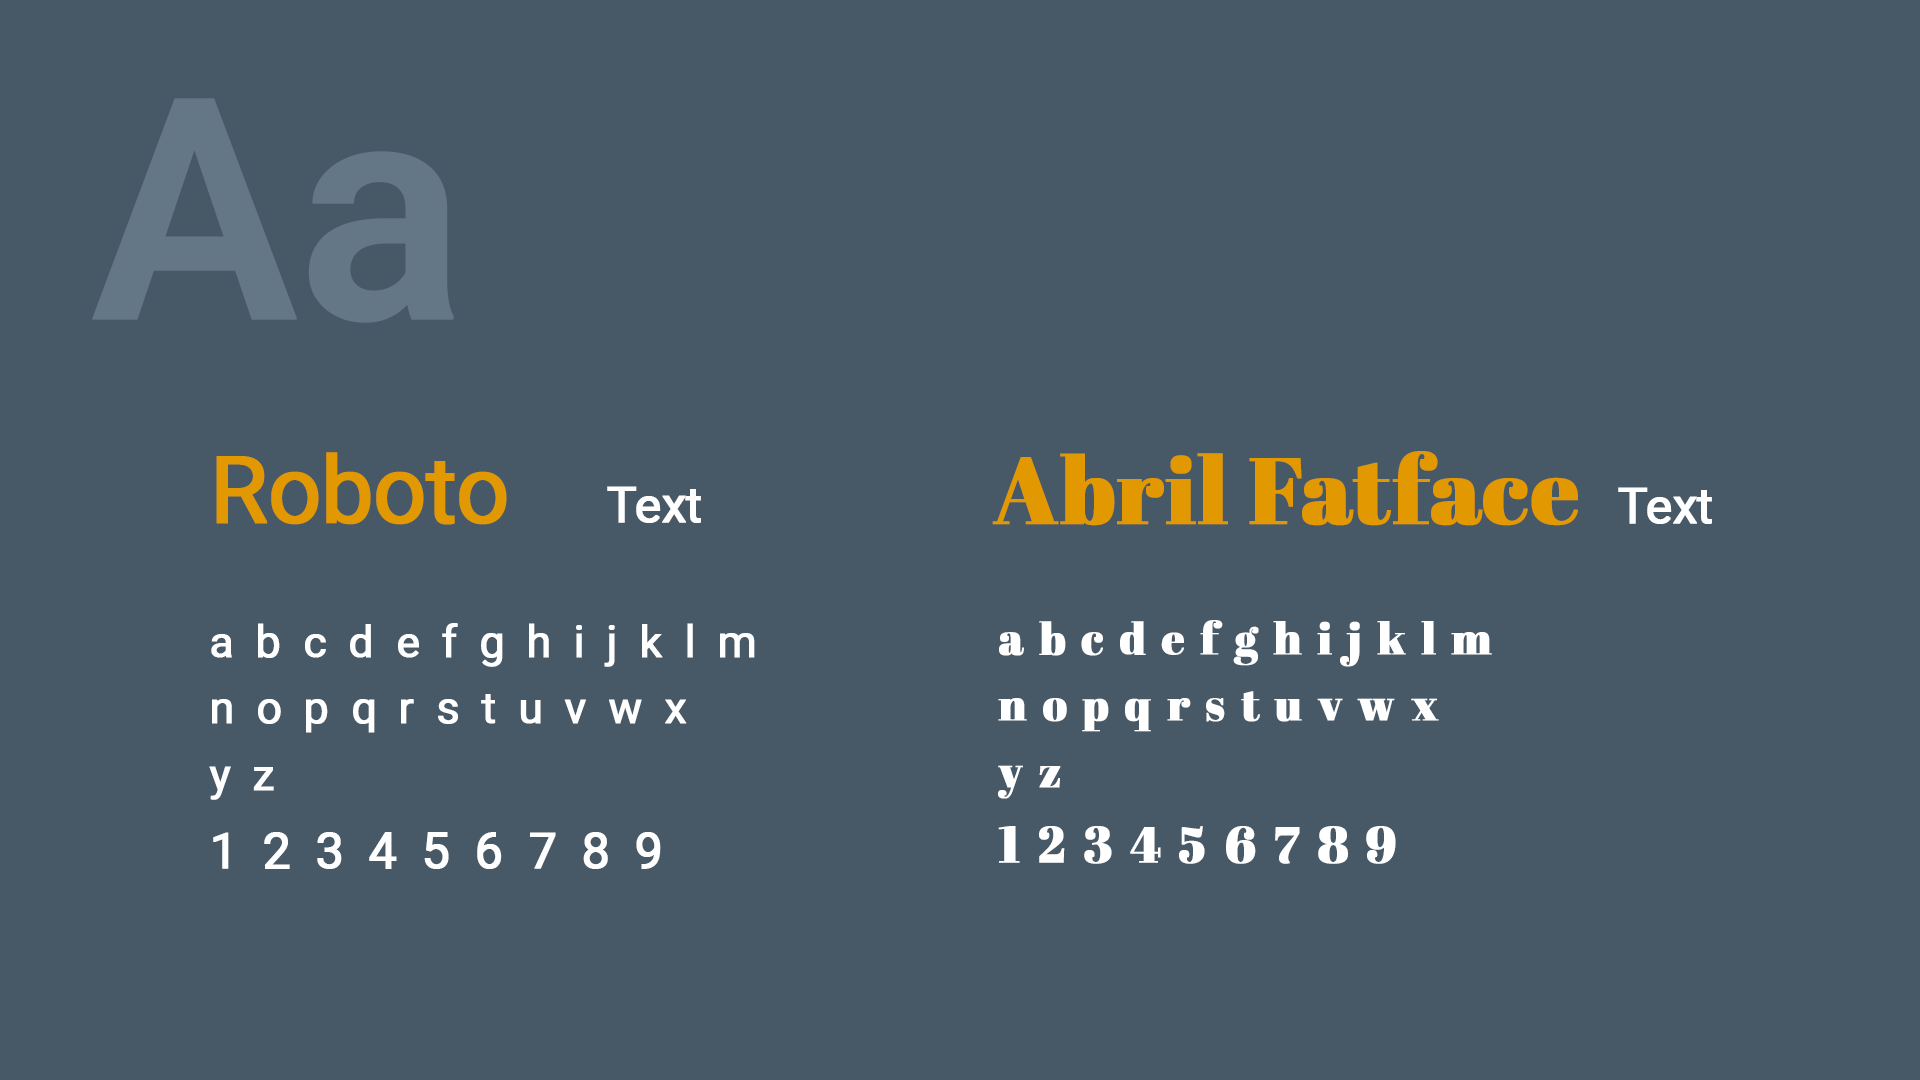 Aa
Roboto Text
a b c d e f g h i j k l m
n o p q r s t u v w x
y z
1 2 3 4 5 6 7 8 9
Abril Fatface Text
a b c d e f g h i j k l m
n o p q r s t u v w x
y z
1 2 3 4 5 6 7 8 9